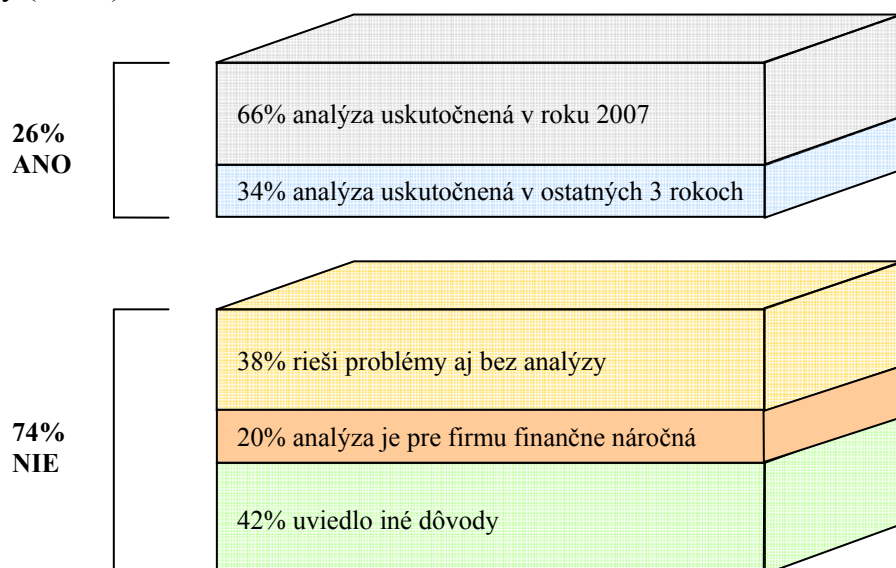 26%
ANO
66% analýza uskutočnená v roku 2007
34% analýza uskutočnená v ostatných 3 rokoch
74%
NIE
38% rieši problémy aj bez analýzy
20% analýza je pre firmu finančne náročná
42% uviedlo iné dôvody